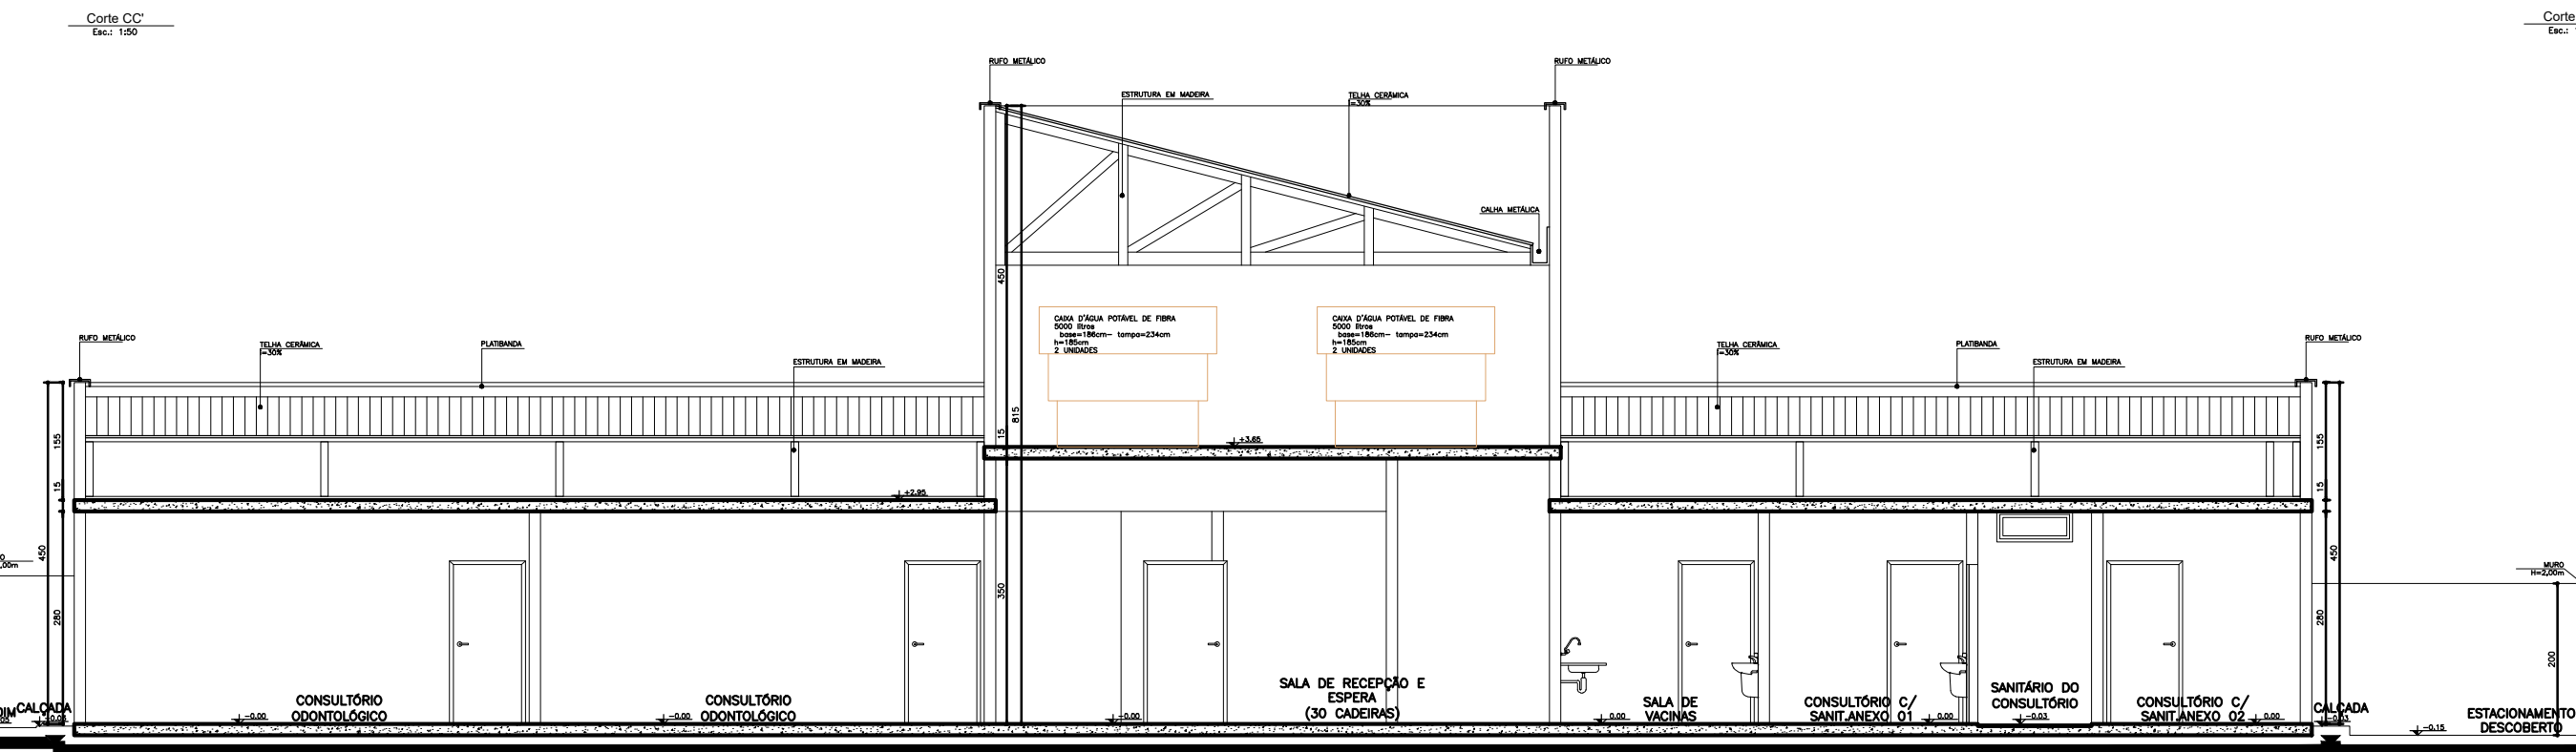 Corte CC'
Esc.: 1:50
Corte
Esc.:
RUFO METÁLICO
RUFO METÁLICO
ESTRUTURA EM MADEIRA
TELHA CERÂMICA
i=30%
CALHA METÁLICA
450
CAIXA D'ÁGUA POTÁVEL DE FIBRA
5000 litros
base=186cm- tampa=234cm
h=185cm
2 UNIDADES
CAIXA D'ÁGUA POTÁVEL DE FIBRA
5000 litros
base=186cm- tampa=234cm
h=185cm
2 UNIDADES
RUFO METÁLICO
TELHA CERÂMICA
i=30%
PLATIBANDA
ESTRUTURA EM MADEIRA
TELHA CERÂMICA
i=30%
PLATIBANDA
ESTRUTURA EM MADEIRA
RUFO METÁLICO
155
15
815
+3.65
155
15
15
+2.95
450
280
350
450
280
,00m
MURO
H=2,00m
200
CALÇADA
CONSULTÓRIO
ODONTOLÓGICO
-0.00
CONSULTÓRIO
ODONTOLÓGICO
-0.00
-0.00
SALA DE RECEPÇÃO E
ESPERA
(30 CADEIRAS)
0.00
SALA DE
VACINAS
CONSULTÓRIO C/
SANIT.ANEXO 01
0.00
SANITÁRIO DO
CONSULTÓRIO
-0.03
CONSULTÓRIO C/
SANIT.ANEXO 02
0.00
CALÇADA
-0.15
ESTACIONAMENTO
DESCOBERTO